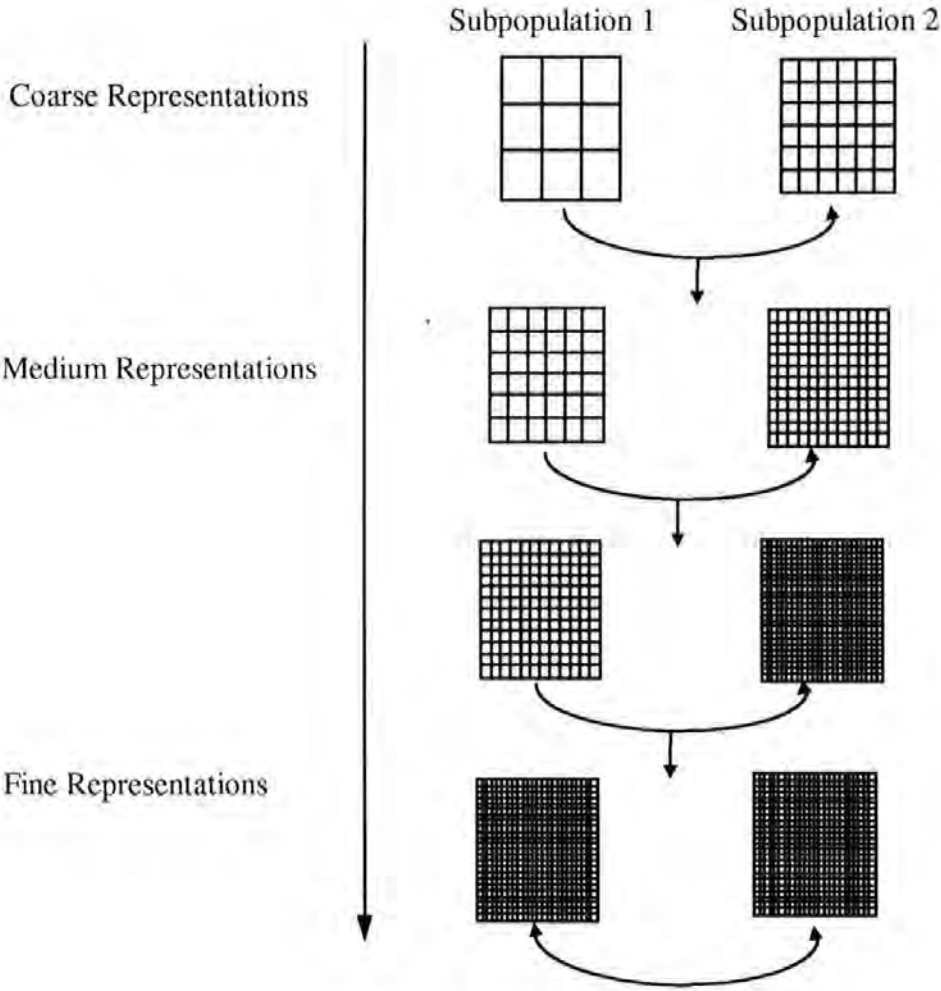 Subpopulation 1 Subpopulation 2
Coarse Representations
Medium Representations
Fine Representations